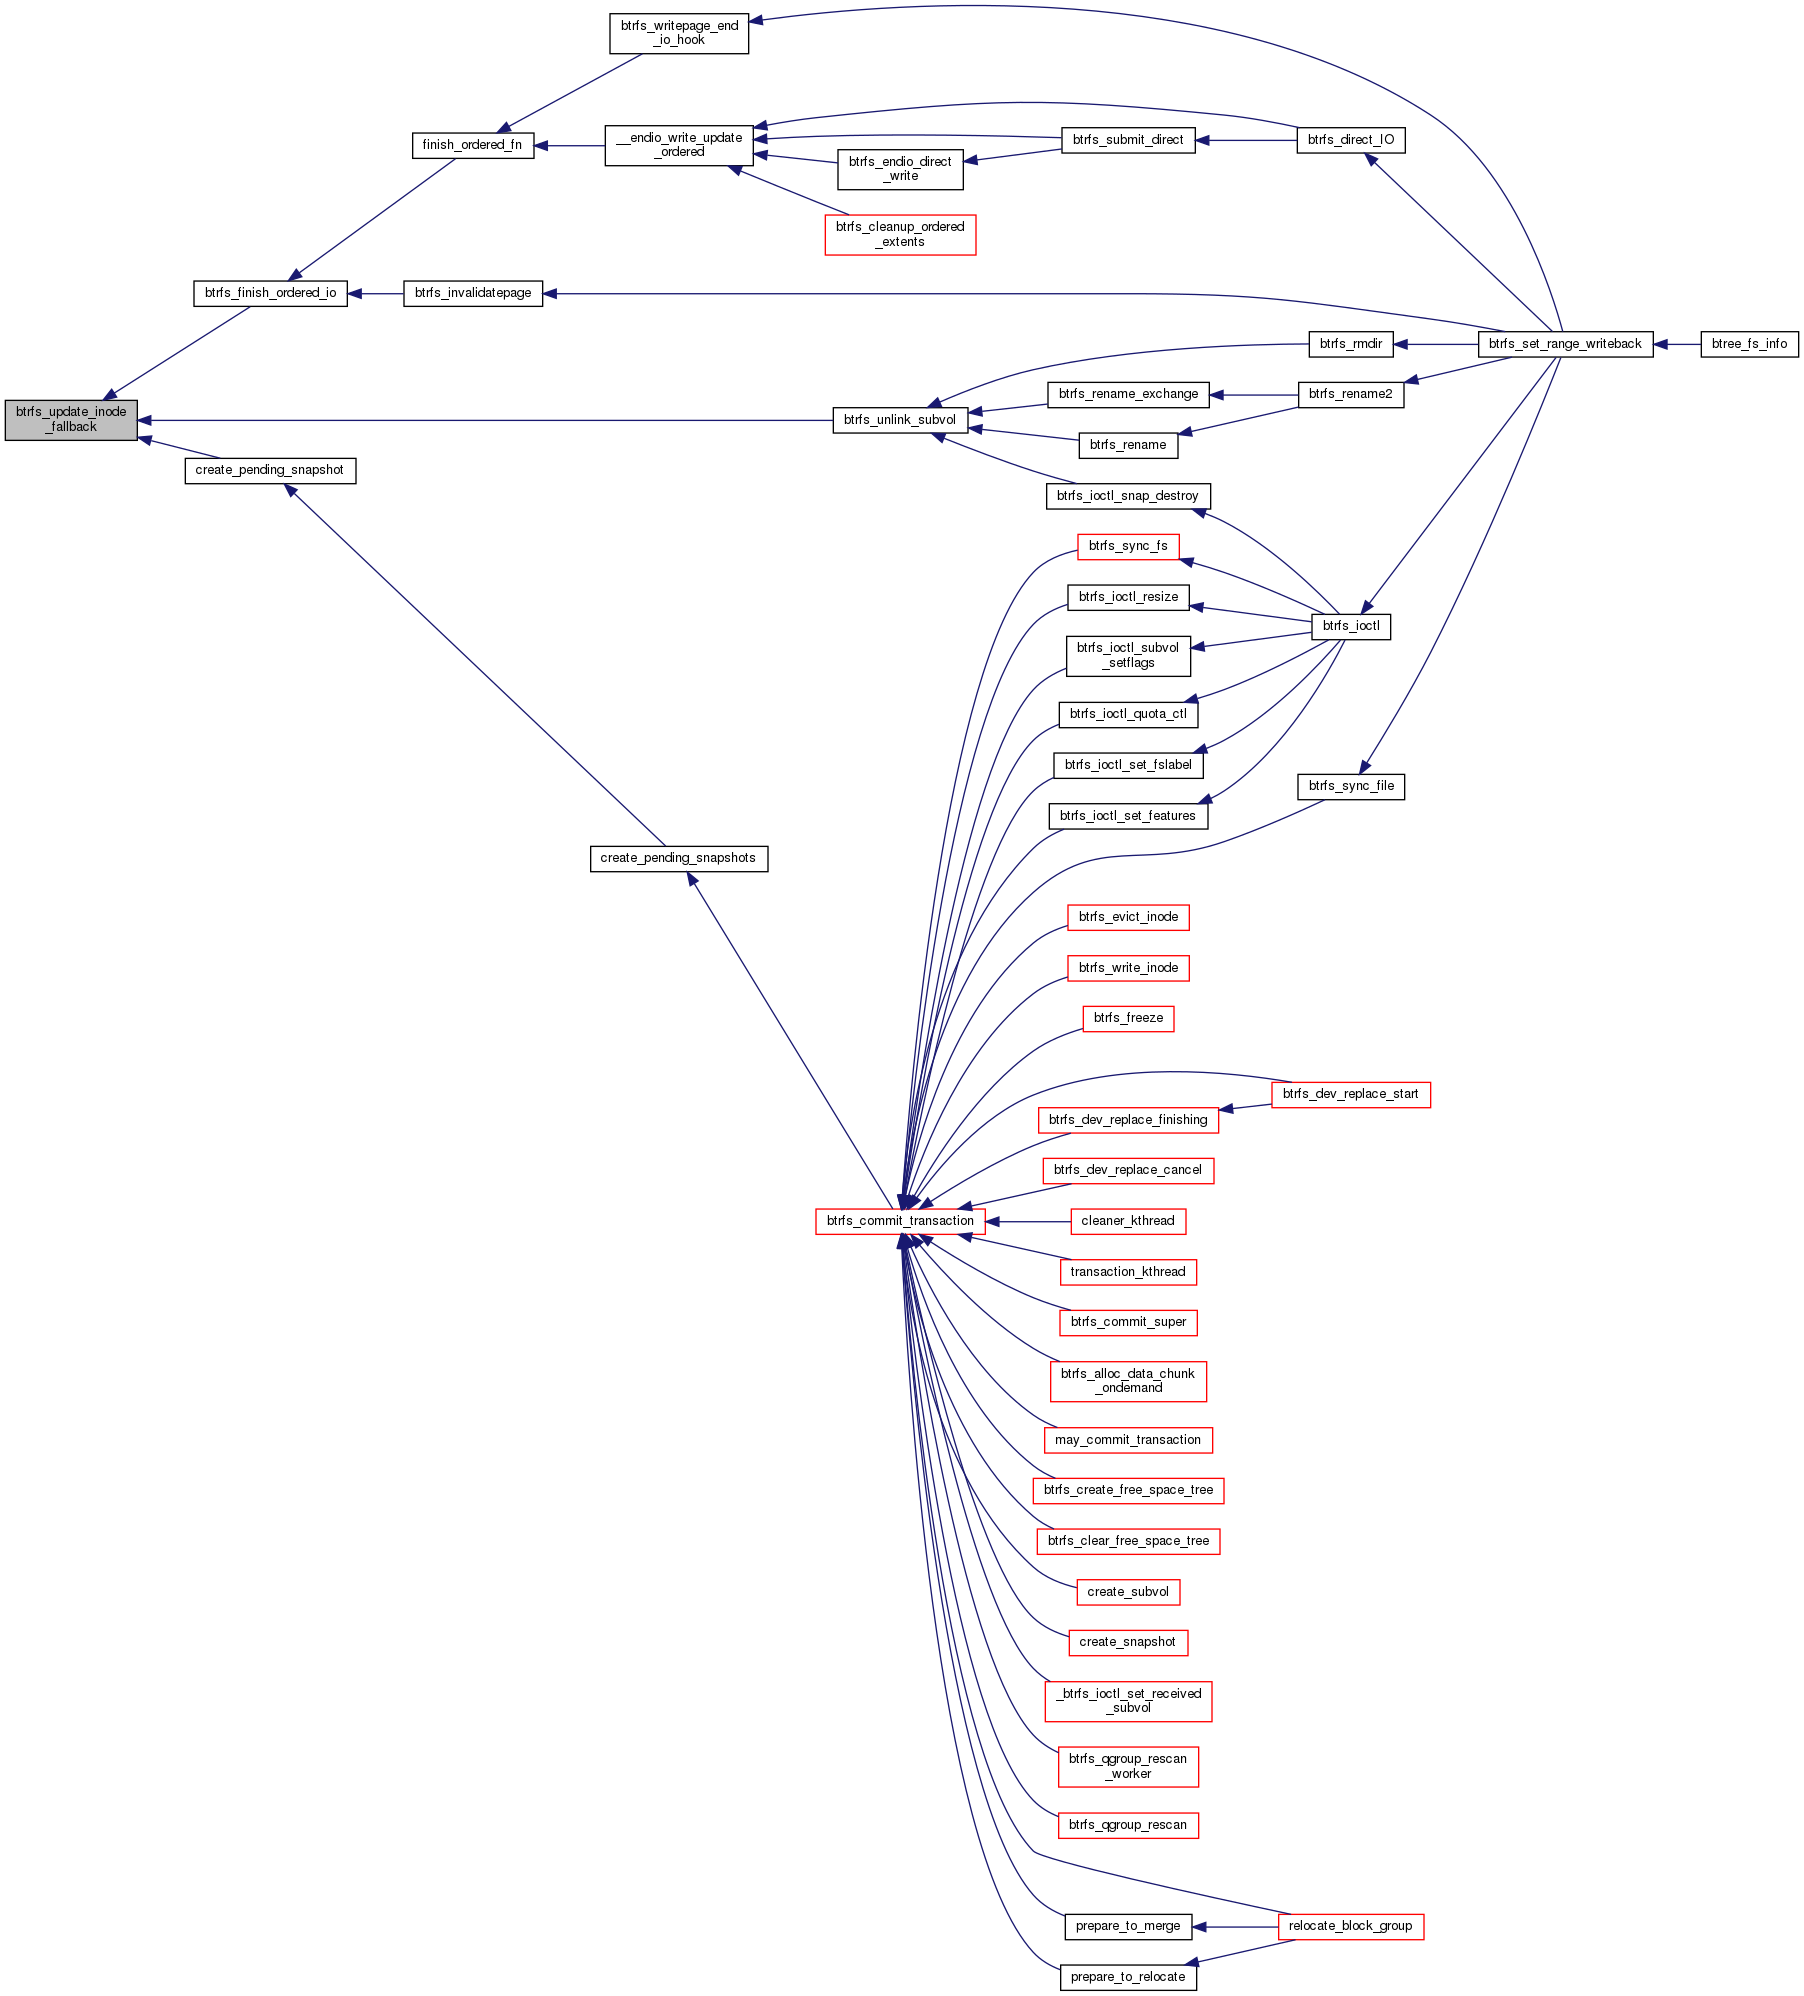 btrfs_writepage_end
_io_hook
finish_ordered_fn
__endio_write_update
_ordered
btrfs_submit_direct
btrfs_direct_IO
btrfs_endio_direct
_write
btrfs_cleanup_ordered
_extents
btrfs_finish_ordered_io
btrfs_invalidatepage
btrfs_rmdir
btrfs_set_range_writeback
btree_fs_info
btrfs_update_inode
_fallback
btrfs_unlink_subvol
btrfs_rename_exchange
btrfs_rename2
btrfs_rename
create_pending_snapshot
btrfs_ioctl_snap_destroy
btrfs_sync_fs
btrfs_ioctl_resize
btrfs_ioctl
btrfs_ioctl_subvol
_setflags
btrfs_ioctl_quota_ctl
btrfs_ioctl_set_fslabel
btrfs_sync_file
btrfs_ioctl_set_features
create_pending_snapshots
btrfs_evict_inode
btrfs_write_inode
btrfs_freeze
btrfs_dev_replace_start
btrfs_dev_replace_finishing
btrfs_dev_replace_cancel
btrfs_commit_transaction
cleaner_kthread
transaction_kthread
btrfs_commit_super
btrfs_alloc_data_chunk
_ondemand
may_commit_transaction
btrfs_create_free_space_tree
btrfs_clear_free_space_tree
create_subvol
create_snapshot
_btrfs_ioctl_set_received
_subvol
btrfs_qgroup_rescan
_worker
btrfs_qgroup_rescan
prepare_to_merge
relocate_block_group
prepare_to_relocate